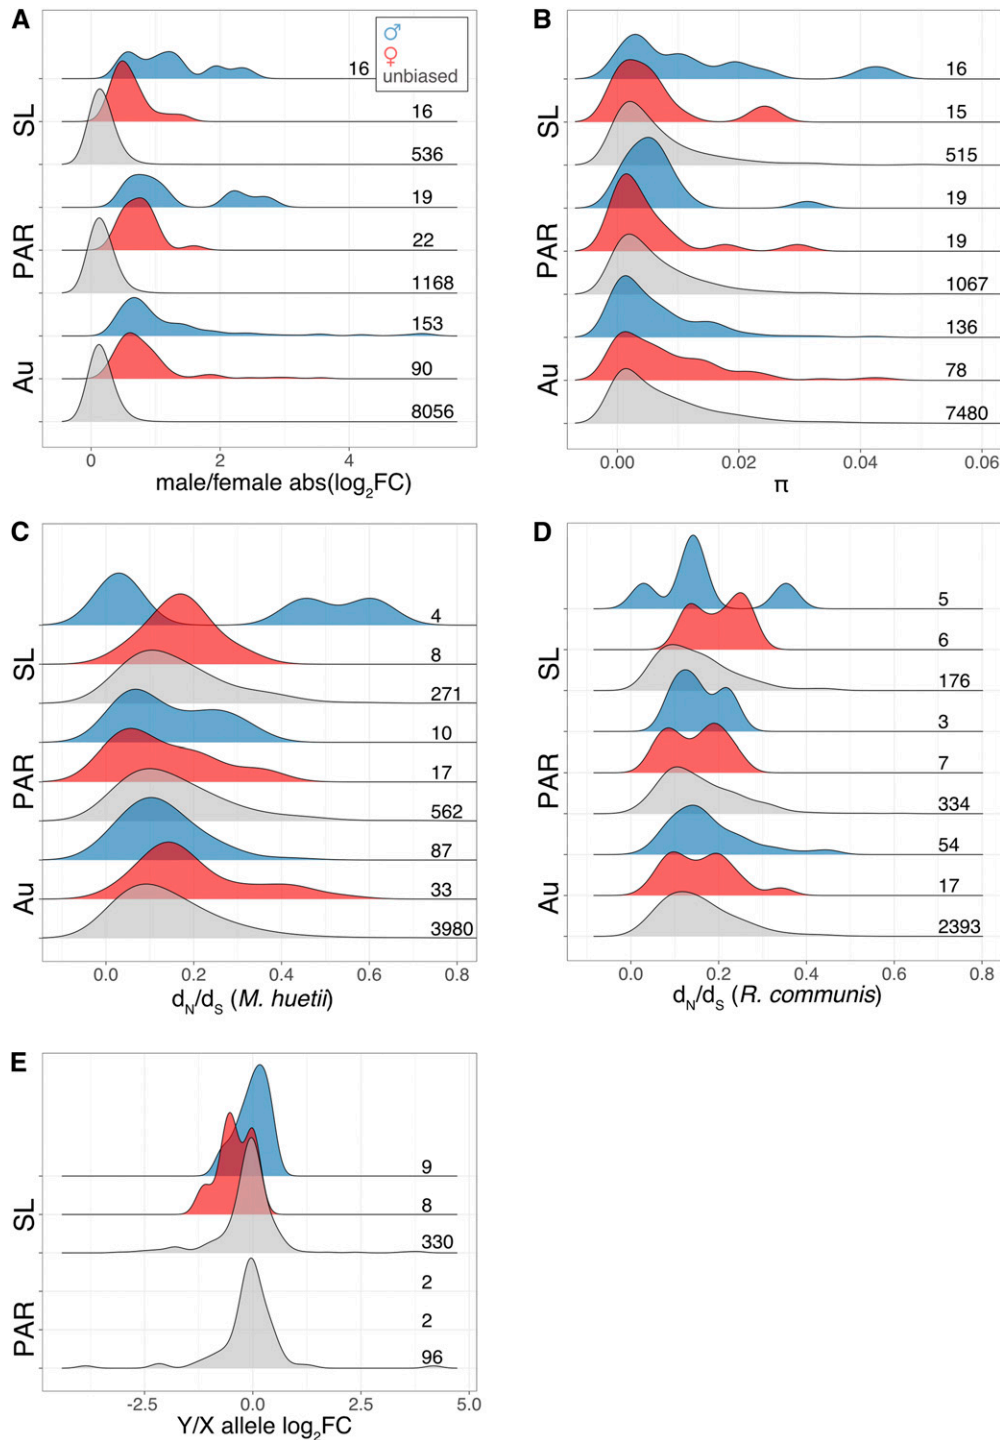 A
♂
♀
unbiased
SL
PAR
Au
16
16
536
19
22
1168
153
90
8056
0 2 4
male/female abs(log2FC)
B
SL
PAR
Au
16
15
515
19
19
1067
136
78
7480
0.00 0.02 0.04 0.06
π
C
SL
PAR
Au
4
8
271
10
17
562
87
33
3980
0.0 0.2 0.4 0.6 0.8
dN/dS (M. huetii)
D
SL
PAR
Au
5
6
176
3
7
334
54
17
2393
0.0 0.2 0.4 0.6 0.8
dN/dS (R. communis)
E
SL
PAR
9
8
330
2
2
96
-2.5 0.0 2.5 5.0
Y/X allele log2FC